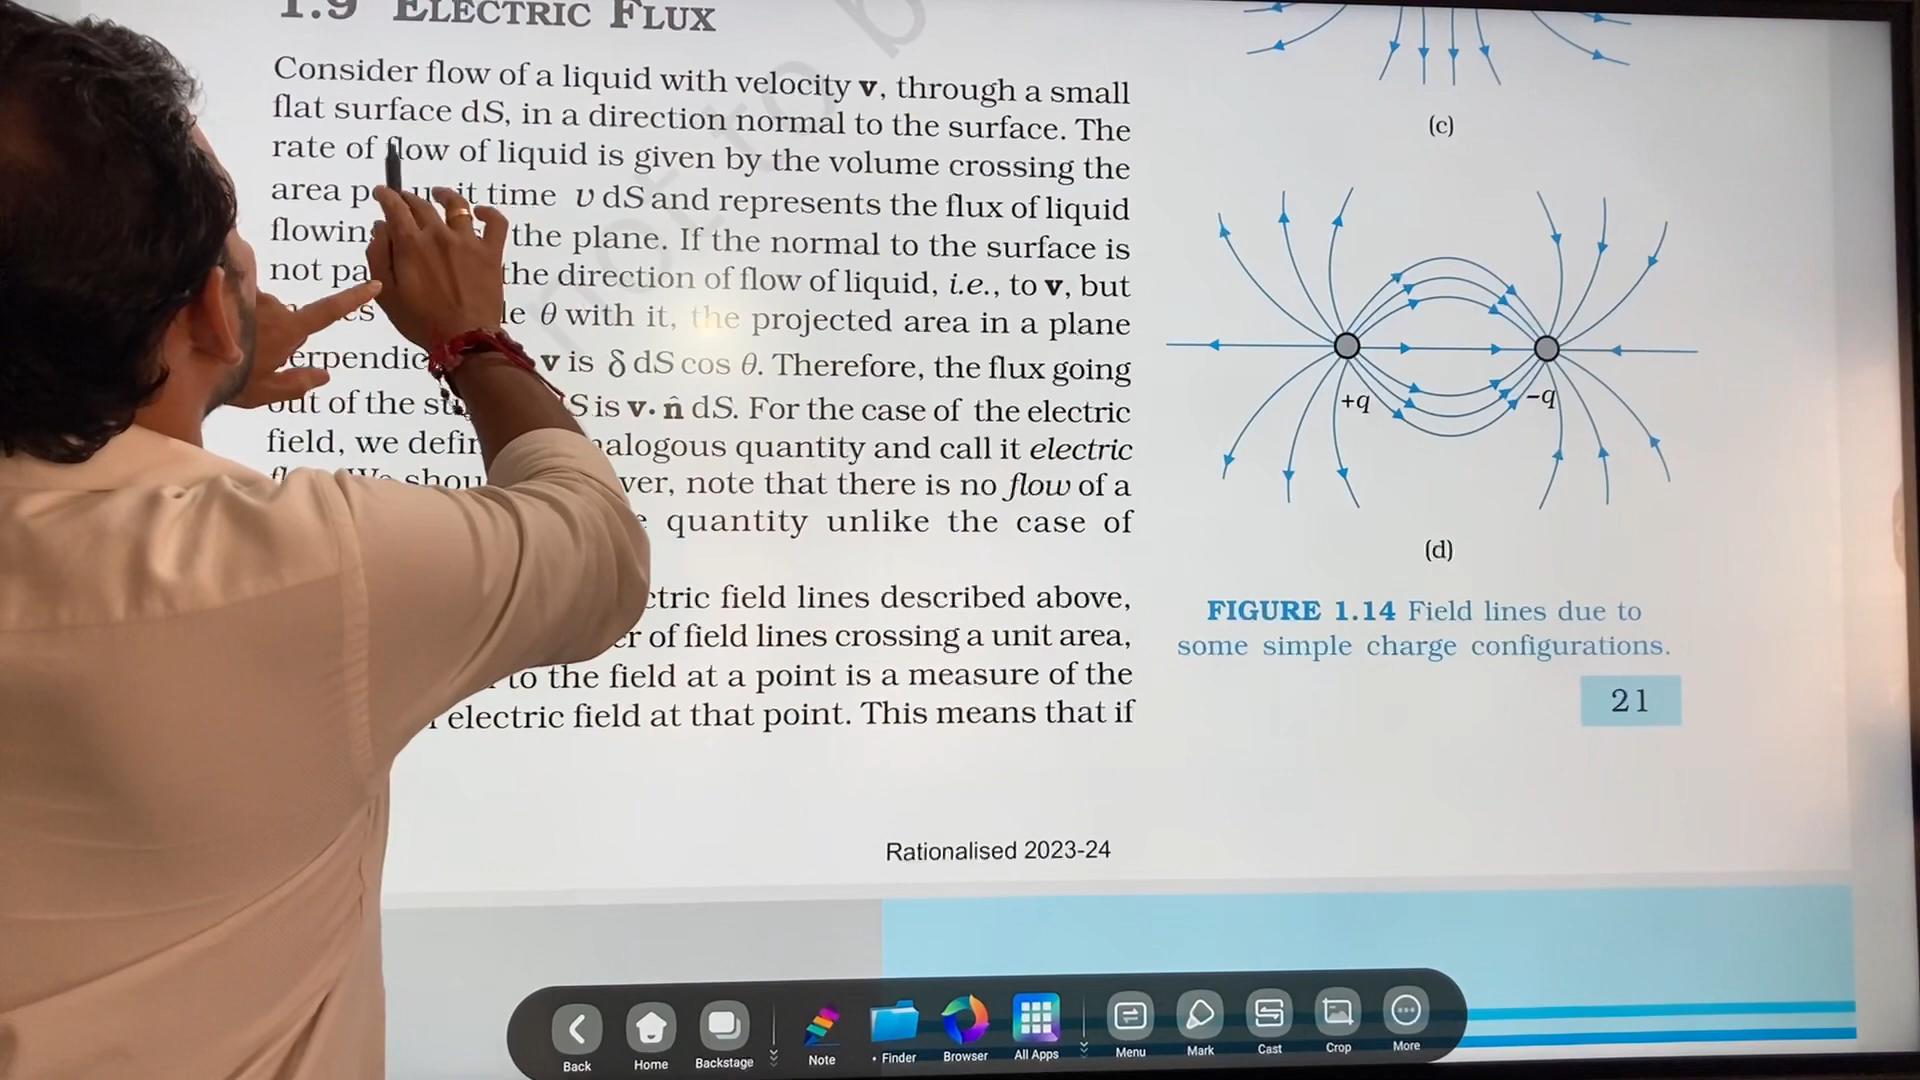 1.9 ELECTRIC FLUX
Consider flow of a liquid with velocity v, through a small
flat surface dS, in a direction normal to the surface. The
rate of flow of liquid is given by the volume crossing the
area time v dS and represents the flux of liquid
the plane. If the normal to the surface is
not the direction of flow of liquid, i.e., to v, but
θ with it, the projected area in a plane
v is δ dS cos θ. Therefore, the flux going
out of the S is v. n̂ dS. For the case of the electric
field, we quantity and call it electric
note that there is no flow of a
quantity unlike the case of
field lines described above,
of field lines crossing a unit area,
to the field at a point is a measure of the
electric field at that point. This means that if
not to b
(c)
+q
-q
(d)
FIGURE 1.14 Field lines due to
some simple charge configurations.
21
Rationalised 2023-24
Back
Home
Backstage
Note
• Finder
Browser
All Apps
Menu
Mark
Cast
Crop
More